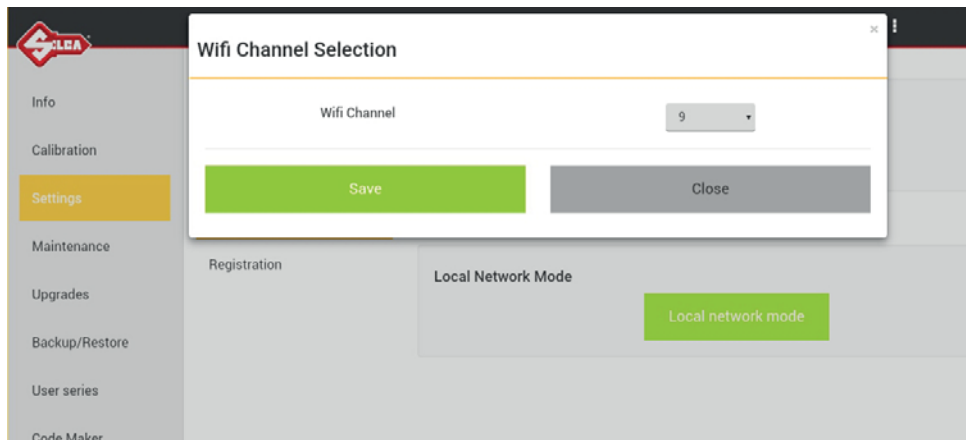 SILCA
Wifi Channel Selection
×
Info
Wifi Channel
9
Calibration
Save
Close
Settings
Maintenance
Registration
Local Network Mode
Upgrades
Local network mode
Backup/Restore
User series
Code Maker